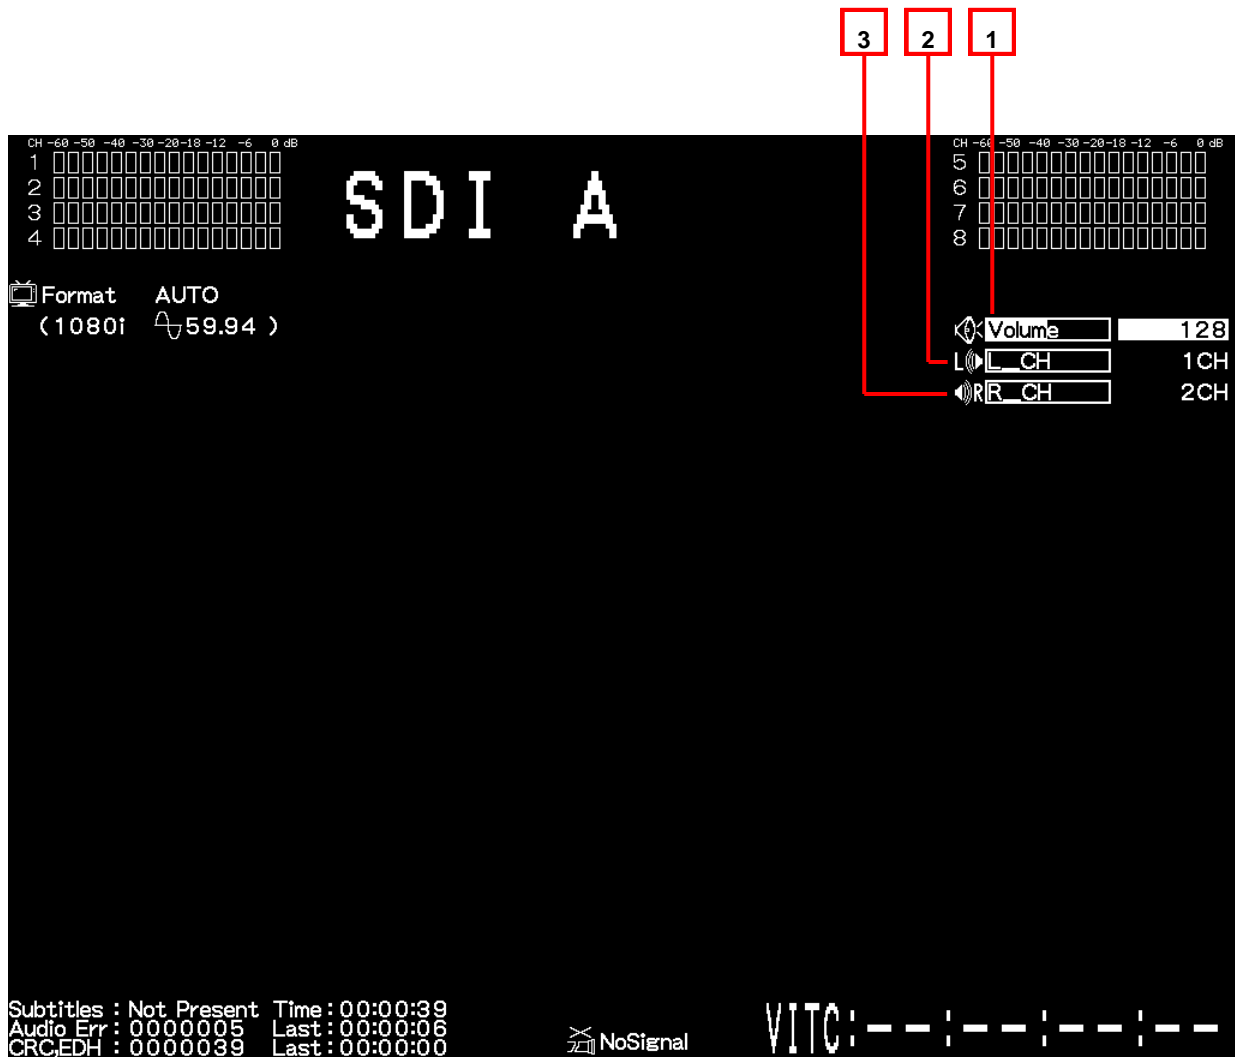 3 2 1
CH -60 -50 -40 -30 -20 -18 -12 -6 0 dB
1
2
3
4
SDI A
CH -60 -50 -40 -30 -20 -18 -12 -6 0 dB
5
6
7
8
Format AUTO
(1080i 59.94 )
Volume 128
L L_CH 1CH
R R_CH 2CH
Subtitles : Not Present Time : 00:00:39
Audio Err : 0000005 Last : 00:00:06
CRC,EDH : 0000039 Last : 00:00:00
NoSignal
VITC:--:--:--:--